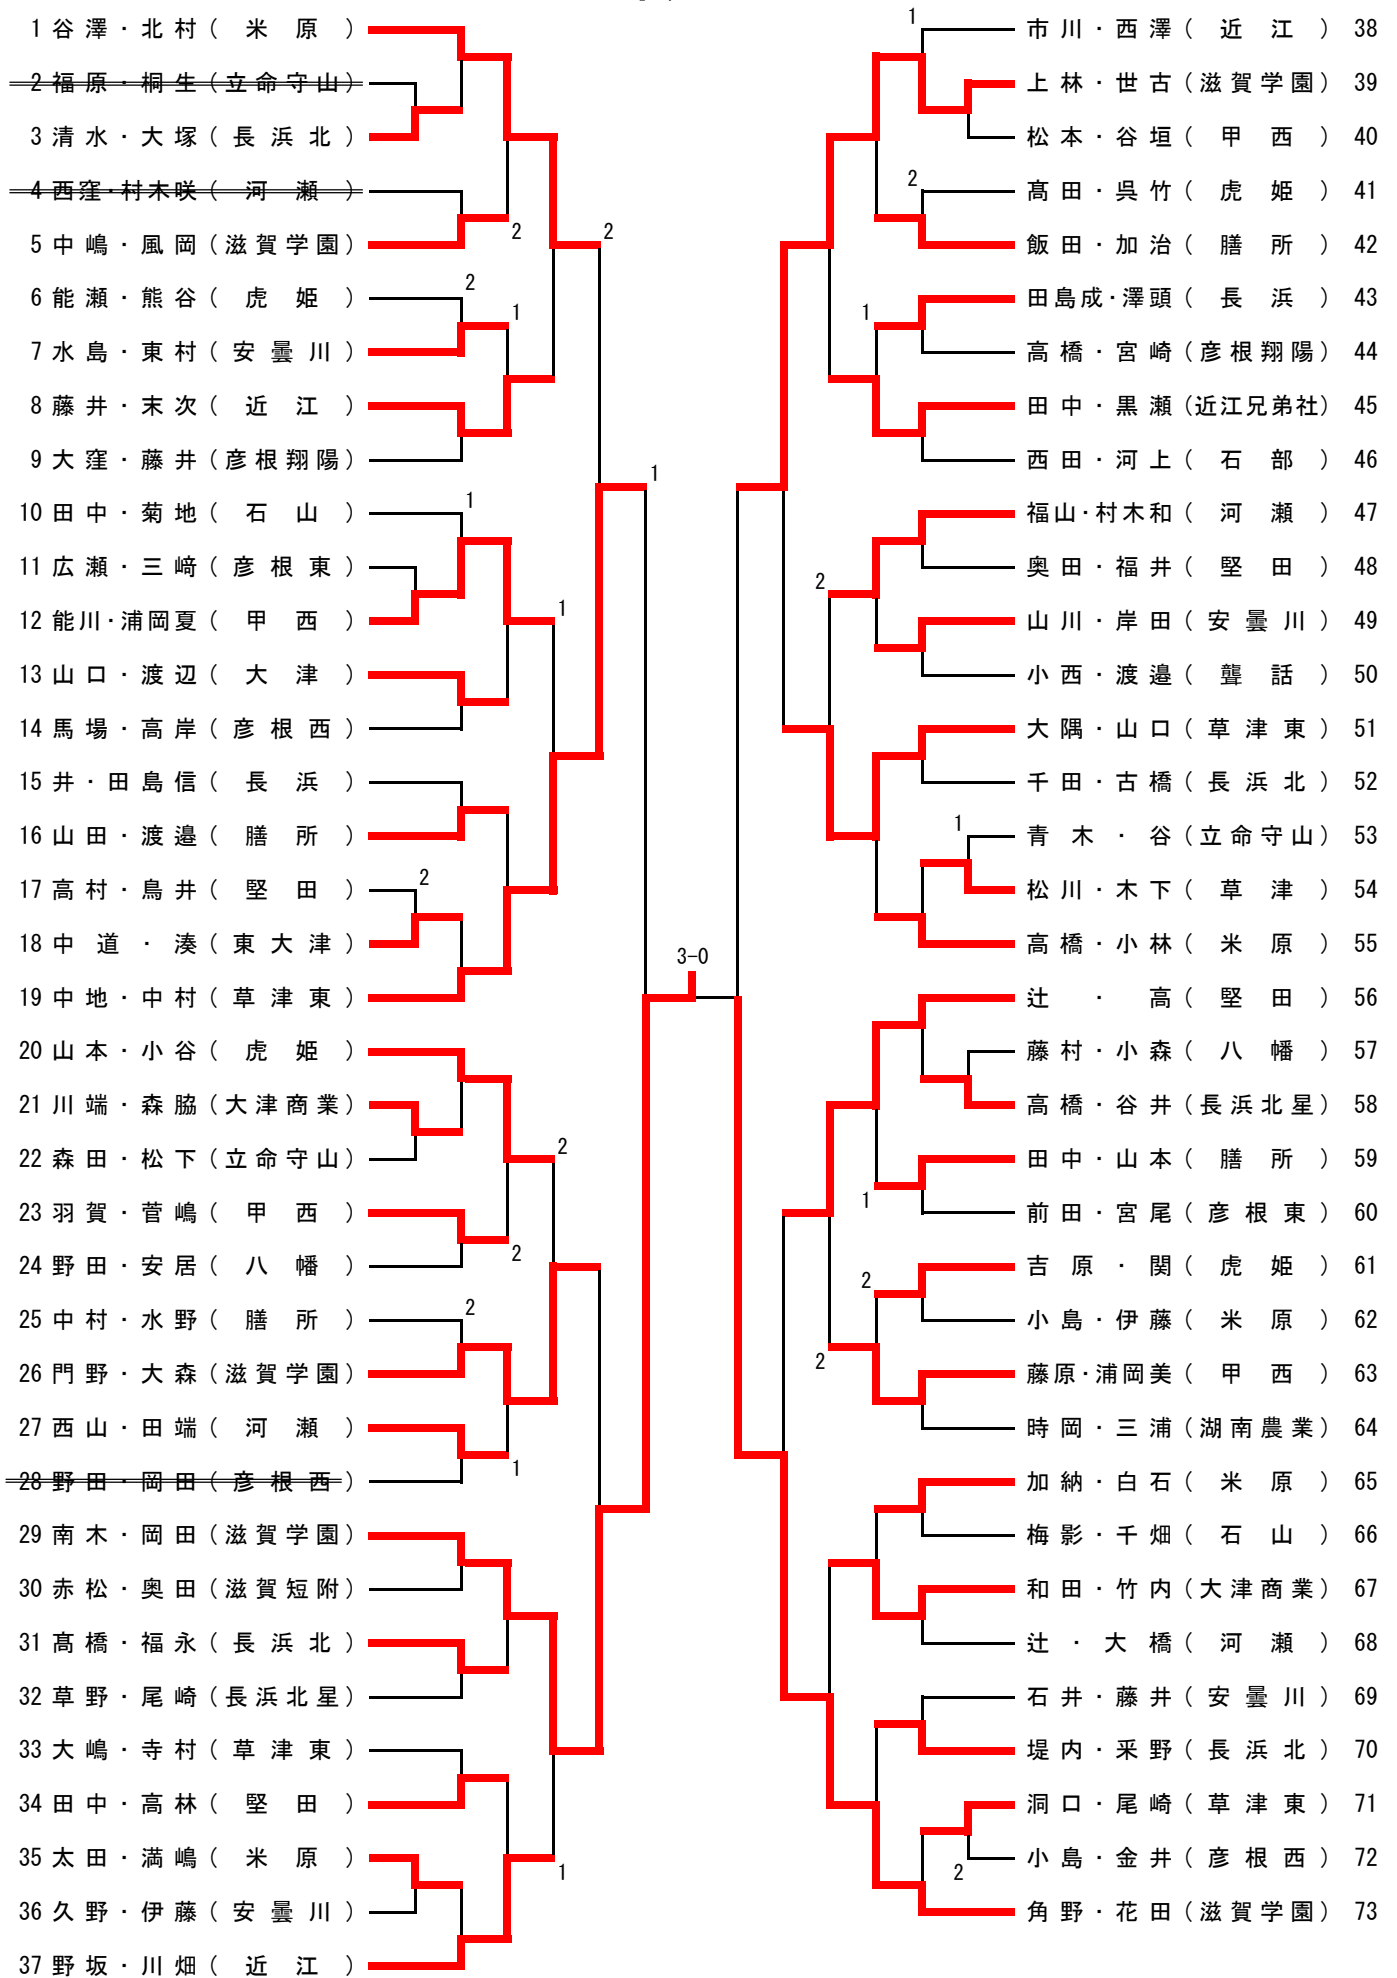 1 谷澤・北村(米原)
2 福原・桐生(立命守山)
3 清水・大塚(長浜北)
4 西窪・村木咲(河瀬)
5 中嶋・風岡(滋賀学園)
6 能瀬・熊谷(虎姫)
7 水島・東村(安曇川)
8 藤井・末次(近江)
9 大窪・藤井(彦根翔陽)
10 田中・菊地(石山)
11 広瀬・三﨑(彦根東)
12 能川・浦岡夏(甲西)
13 山口・渡辺(大津)
14 馬場・高岸(彦根西)
15 井・田島信(長浜)
16 山田・渡邉(膳所)
17 高村・鳥井(堅田)
18 中道・湊(東大津)
19 中地・中村(草津東)
20 山本・小谷(虎姫)
21 川端・森脇(大津商業)
22 森田・松下(立命守山)
23 羽賀・菅嶋(甲西)
24 野田・安居(八幡)
25 中村・水野(膳所)
26 門野・大森(滋賀学園)
27 西山・田端(河瀬)
28 野田・岡田(彦根西)
29 南木・岡田(滋賀学園)
30 赤松・奥田(滋賀短附)
31 髙橋・福永(長浜北)
32 草野・尾崎(長浜北星)
33 大嶋・寺村(草津東)
34 田中・高林(堅田)
35 太田・満嶋(米原)
36 久野・伊藤(安曇川)
37 野坂・川畑(近江)
2
2
1
2
1
1
2
1
2
2
2
1
1
3-0
1
2
1
2
1
1
2
2
2
市川・西澤(近江) 38
上林・世古(滋賀学園) 39
松本・谷垣(甲西) 40
髙田・呉竹(虎姫) 41
飯田・加治(膳所) 42
田島成・澤頭(長浜) 43
高橋・宮崎(彦根翔陽) 44
田中・黒瀬(近江兄弟社) 45
西田・河上(石部) 46
福山・村木和(河瀬) 47
奥田・福井(堅田) 48
山川・岸田(安曇川) 49
小西・渡邉(聾話) 50
大隅・山口(草津東) 51
千田・古橋(長浜北) 52
青木・谷(立命守山) 53
松川・木下(草津) 54
高橋・小林(米原) 55
辻・高(堅田) 56
藤村・小森(八幡) 57
高橋・谷井(長浜北星) 58
田中・山本(膳所) 59
前田・宮尾(彦根東) 60
吉原・関(虎姫) 61
小島・伊藤(米原) 62
藤原・浦岡美(甲西) 63
時岡・三浦(湖南農業) 64
加納・白石(米原) 65
梅影・千畑(石山) 66
和田・竹内(大津商業) 67
辻・大橋(河瀬) 68
石井・藤井(安曇川) 69
堤内・釆野(長浜北) 70
洞口・尾崎(草津東) 71
小島・金井(彦根西) 72
角野・花田(滋賀学園) 73